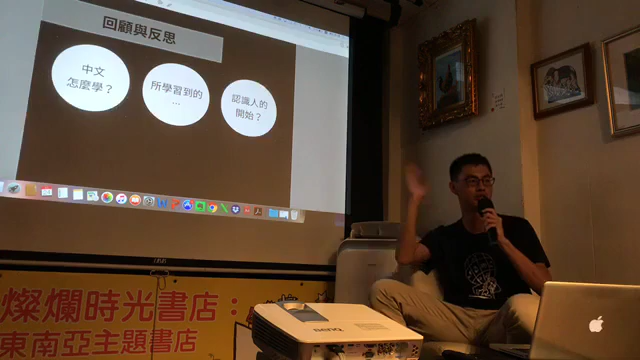 回顧與反思
中文
怎麼學?
所學習到的
...
認識人的
開始?
燦爛時光書店：
東南亞主題書店
BenQ